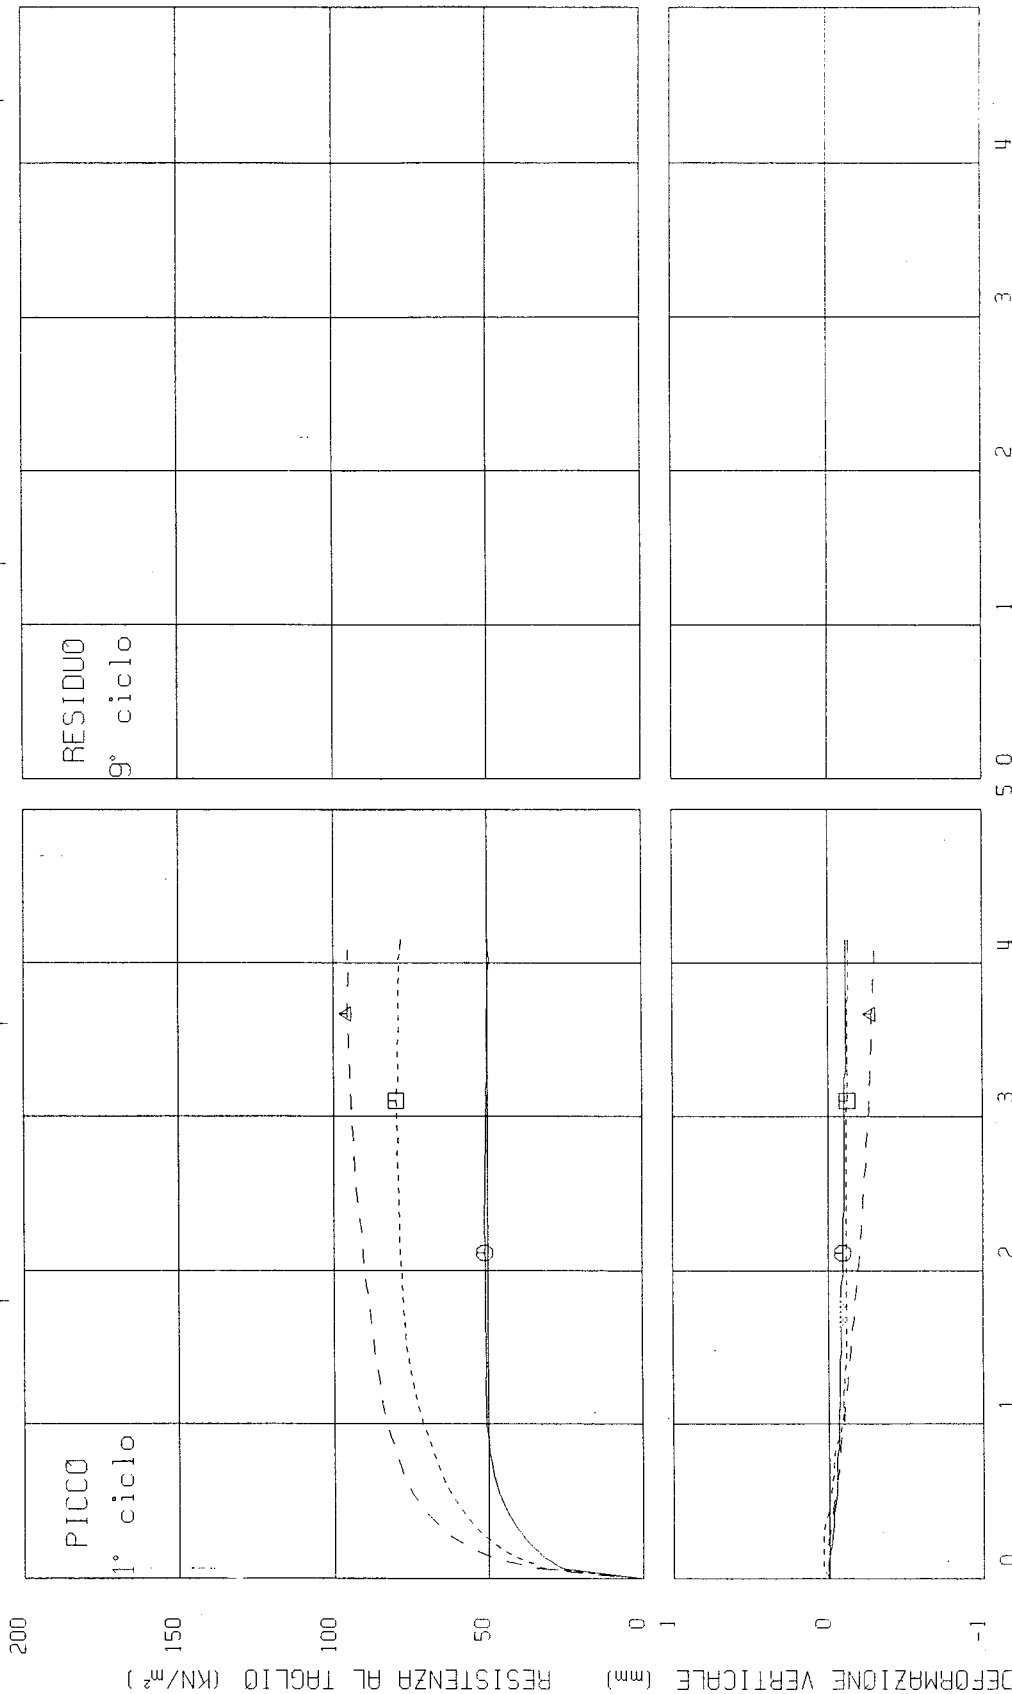 PICCO
1° ciclo
RESIDUO
9° ciclo
RESISTENZA AL TAGLIO (KN/m²)
200
150
100
50
0
DEFORMAZIONE VERTICALE (mm)
1
0
-1
0 1 2 3 4 5
0 1 2 3 4